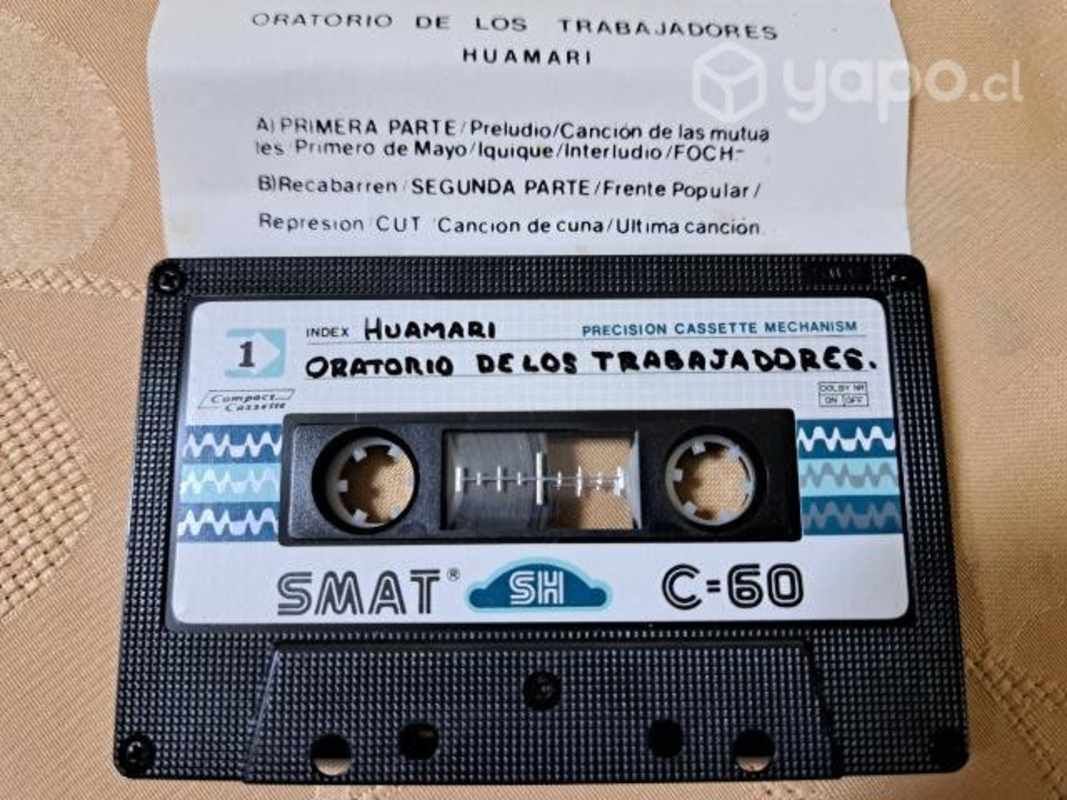 ORATORIO DE LOS TRABAJADORES
HUAMARI
yapo.cl
A) PRIMERA PARTE/Preludio/Canción de las mutua
les/Primero de Mayo/Iquique/Interludio/FOCH-
B)Recabarren/SEGUNDA PARTE/Frente Popular/
Represion/CUT/Canción de cuna/Ultima canción.
1
INDEX HUAMARI
PRECISION CASSETTE MECHANISM
ORATORIO DE LOS TRABAJADORES.
Compact Cassette
DOLBY NR
ON OFF
SMAT® SH C=60